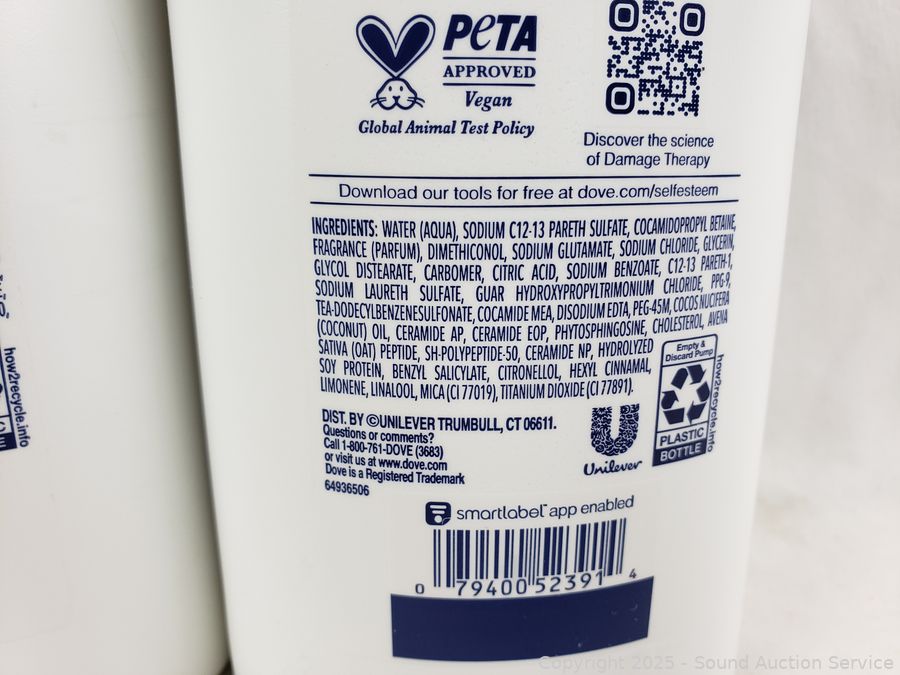 PETA
APPROVED
Vegan
Global Animal Test Policy
Discover the science
of Damage Therapy
Download our tools for free at dove.com/selfesteem
INGREDIENTS: WATER (AQUA), SODIUM C12-13 PARETH SULFATE, COCAMIDOPROPYL BETAINE,
FRAGRANCE (PARFUM), DIMETHICONOL, SODIUM GLUTAMATE, SODIUM CHLORIDE, GLYCERIN,
GLYCOL DISTEARATE, CARBOMER, CITRIC ACID, SODIUM BENZOATE, C12-13 PARETH-1,
SODIUM LAURETH SULFATE, GUAR HYDROXYPROPYLTRIMONIUM CHLORIDE, PPG-9,
TEA-DODECYLBENZENESULFONATE, COCAMIDE MEA, DISODIUM EDTA, PEG-45M, COCOS NUCIFERA
(COCONUT) OIL, CERAMIDE AP, CERAMIDE EOP, PHYTOSPHINGOSINE, CHOLESTEROL, AVENA
SATIVA (OAT) PEPTIDE, SH-POLYPEPTIDE-50, CERAMIDE NP, HYDROLYZED
SOY PROTEIN, BENZYL SALICYLATE, CITRONELLOL, HEXYL CINNAMAL,
LIMONENE, LINALOOL, MICA (CI 77019), TITANIUM DIOXIDE (CI 77891).
Empty &
Discard Pump
PLASTIC
BOTTLE
how2recycle.info
DIST. BY ©UNILEVER TRUMBULL, CT 06611.
Questions or comments?
Call 1-800-761-DOVE (3683)
or visit us at www.dove.com
Dove is a Registered Trademark
64936506
Unilever
smartlabel™ app enabled
0 79400 52391 4
how2recycle.info
Copyright 2025 - Sound Auction Service